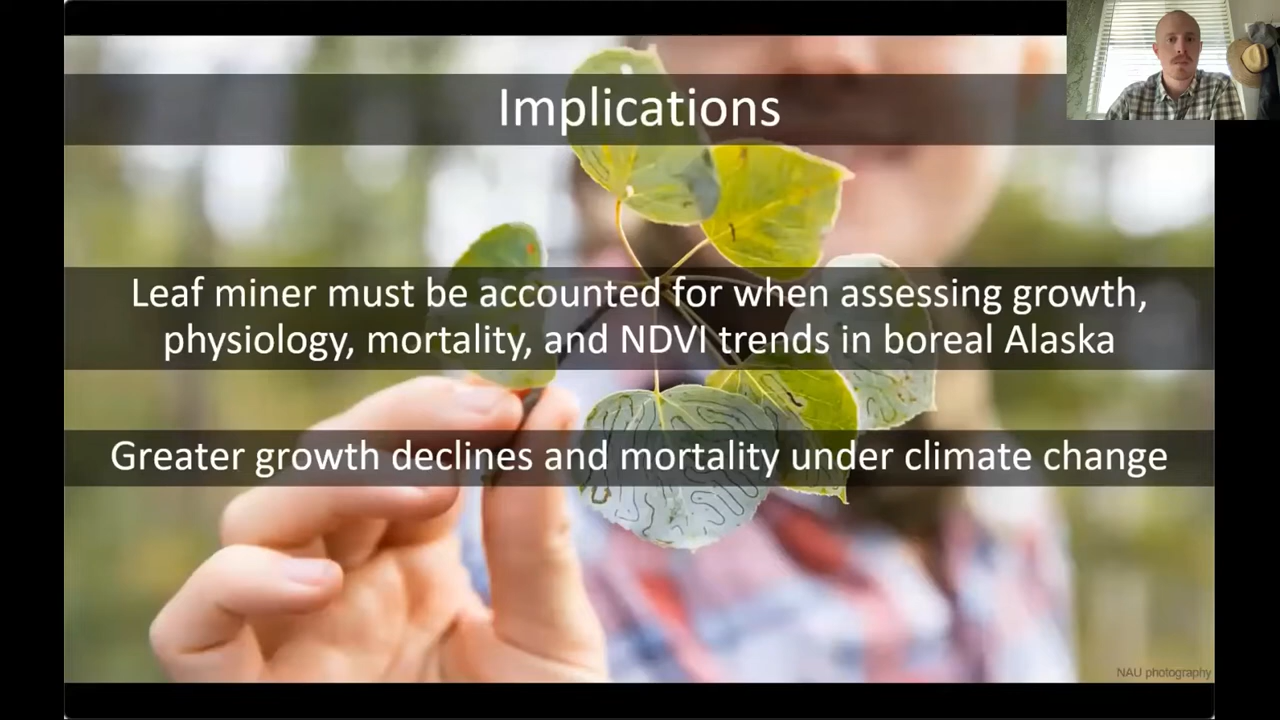 Implications
Leaf miner must be accounted for when assessing growth,
physiology, mortality, and NDVI trends in boreal Alaska
Greater growth declines and mortality under climate change
NAU photography